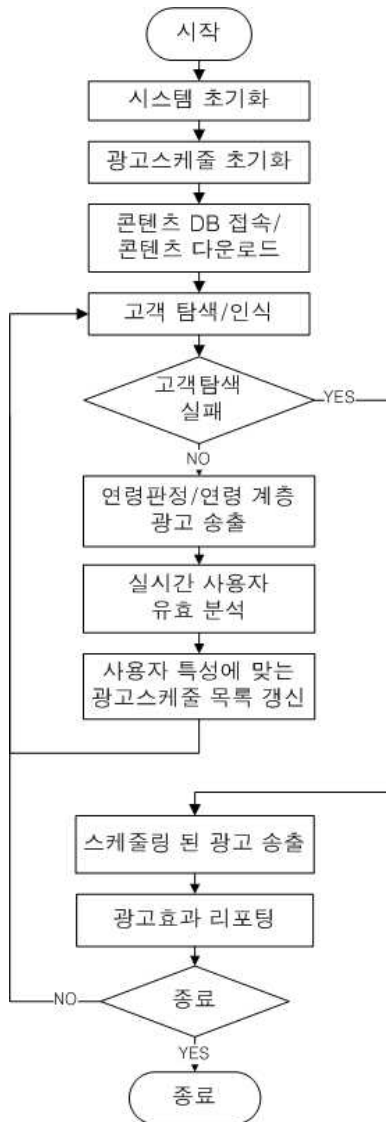 시작
시스템 초기화
광고스케줄 초기화
콘텐츠 DB 접속/
콘텐츠 다운로드
고객 탐색/인식
고객탐색
실패
YES
NO
연령판정/연령 계층
광고 송출
실시간 사용자
유효 분석
사용자 특성에 맞는
광고스케줄 목록 갱신
스케줄링 된 광고 송출
광고효과 리포팅
종료
NO
YES
종료